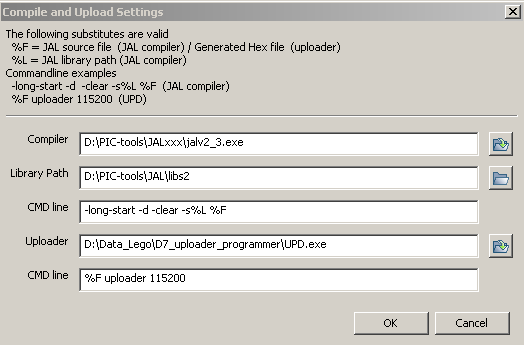 Compile and Upload Settings
The following substitutes are valid
%F = JAL source file (JAL compiler) / Generated Hex file (uploader)
%L = JAL library path (JAL compiler)
Commandline examples
-long-start -d -clear -s%L %F (JAL compiler)
%F uploader 115200 (UPD)
Compiler D:\PIC-tools\JALxxx\jalv2_3.exe
Library Path D:\PIC-tools\JAL\libs2
CMD line -long-start -d -clear -s%L %F
Uploader D:\Data_Lego\D7_uploader_programmer\UPD.exe
CMD line %F uploader 115200
OK Cancel